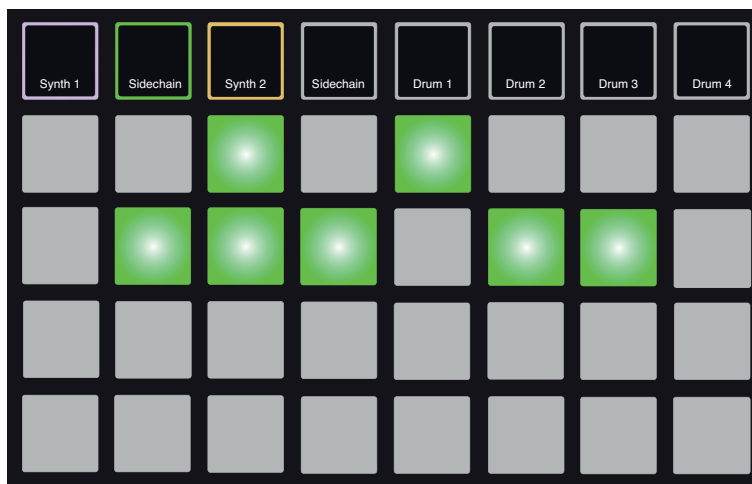 Synth 1
Sidechain
Synth 2
Sidechain
Drum 1
Drum 2
Drum 3
Drum 4